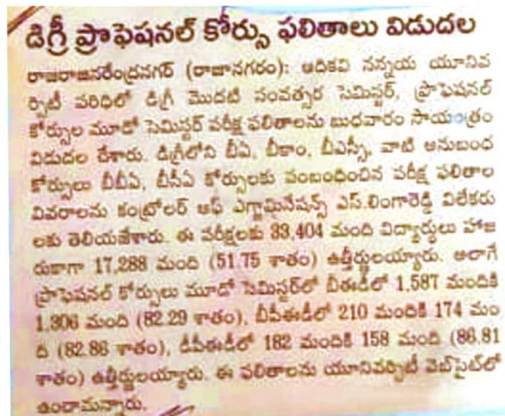 డిగ్రీ ప్రొఫెషనల్ కోర్సు ఫలితాలు విడుదల
రాజరాజనరేంద్రనగర్ (రాజానగరం): ఆదికవి నన్నయ యూనివ
ర్సిటీ పరిధిలో డిగ్రీ మొదటి సంవత్సర సెమిస్టర్, ప్రొఫెషనల్
కోర్సుల మూడో సెమిస్టర్ పరీక్ష ఫలితాలను బుధవారం సాయంత్రం
విడుదల చేశారు. డిగ్రీలోని బీఏ, బీకాం, బీఎస్సీ, వాటి అనుబంధ
కోర్సులు బీబీఏ, బీసీఏ కోర్సులకు సంబంధించిన పరీక్ష ఫలితాల
వివరాలను కంట్రోలర్ ఆఫ్ ఎగ్జామినేషన్స్ ఎస్.లింగారెడ్డి విలేకరు
లకు తెలియజేశారు. ఈ పరీక్షలకు 33,404 మంది విద్యార్థులు హాజ
రుకాగా 17,288 మంది (51.75 శాతం) ఉత్తీర్ణులయ్యారు. అలాగే
ప్రొఫెషనల్ కోర్సులు మూడో సెమిస్టర్‌లో బీఈడీలో 1,587 మందికి
1,306 మంది (82.29 శాతం), బీపీఈడీలో 210 మందికి 174 మం
ది (82.86 శాతం), డీపీఈడీలో 182 మందికి 158 మంది (86.81
శాతం) ఉత్తీర్ణులయ్యారు. ఈ ఫలితాలను యూనివర్సిటీ వెబ్‌సైట్‌లో
ఉంచామన్నారు.